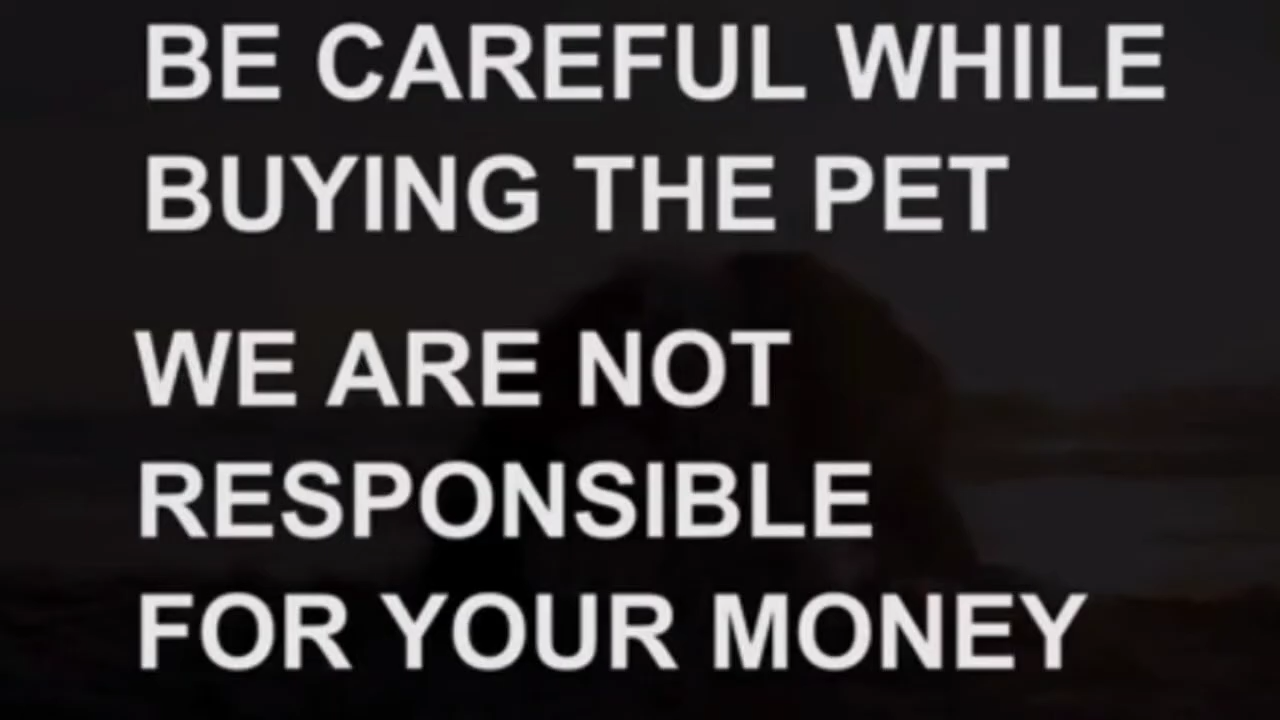 BE CAREFUL WHILE
BUYING THE PET
WE ARE NOT
RESPONSIBLE
FOR YOUR MONEY